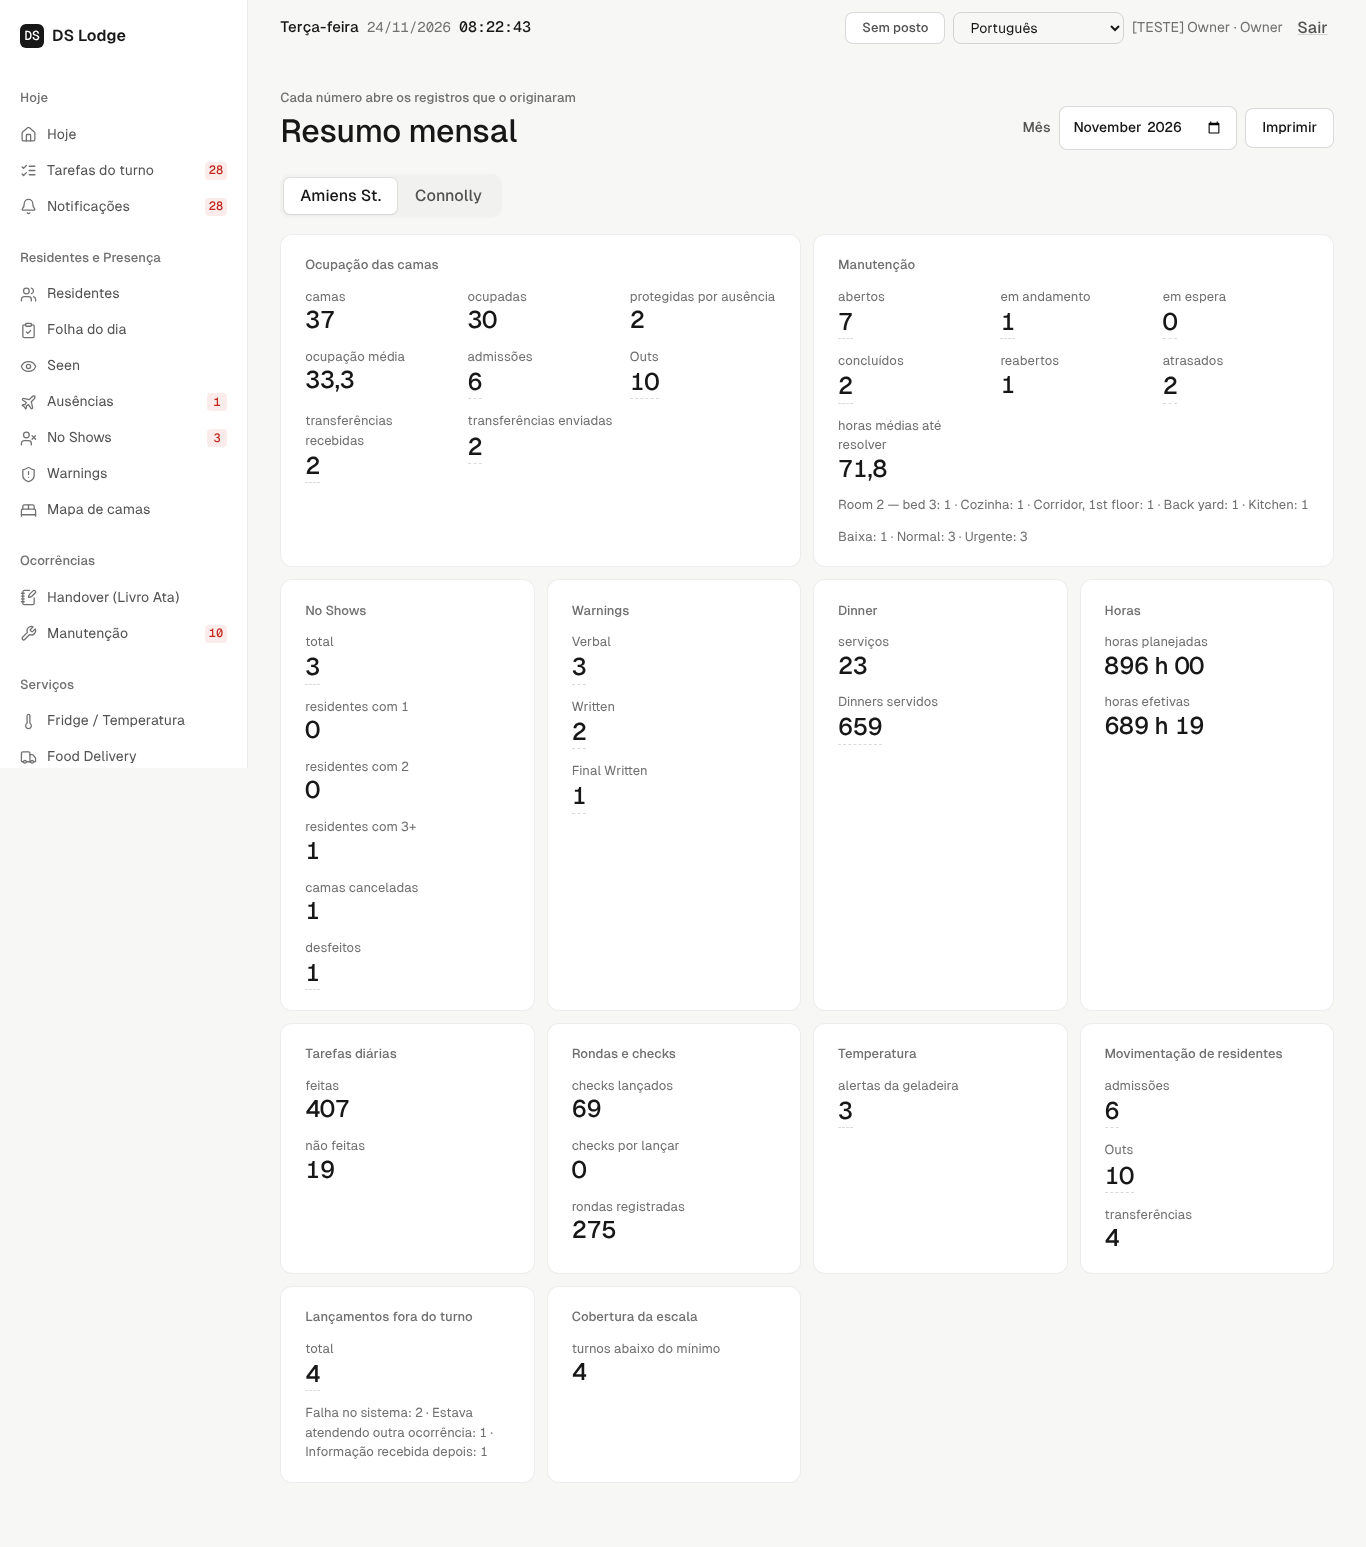 DS DS Lodge
Hoje
Hoje
Tarefas do turno 28
Notificações 28
Residentes e Presença
Residentes
Folha do dia
Seen
Ausências 1
No Shows 3
Warnings
Mapa de camas
Ocorrências
Handover (Livro Ata)
Manutenção 10
Serviços
Fridge / Temperatura
Food Delivery
Terça-feira 24/11/2026 08:22:43
Sem posto
Português
[TESTE] Owner · Owner
Sair
Cada número abre os registros que o originaram
Resumo mensal
Mês
November 2026
Imprimir
Amiens St.
Connolly
Ocupação das camas
camas
37
ocupadas
30
protegidas por ausência
2
ocupação média
33,3
admissões
6
Outs
10
transferências
recebidas
2
transferências enviadas
2
Manutenção
abertos
7
em andamento
1
em espera
0
concluídos
2
reabertos
1
atrasados
2
horas médias até
resolver
71,8
Room 2 — bed 3: 1 · Cozinha: 1 · Corridor, 1st floor: 1 · Back yard: 1 · Kitchen: 1
Baixa: 1 · Normal: 3 · Urgente: 3
No Shows
total
3
residentes com 1
0
residentes com 2
0
residentes com 3+
1
camas canceladas
1
desfeitos
1
Warnings
Verbal
3
Written
2
Final Written
1
Dinner
serviços
23
Dinners servidos
659
Horas
horas planejadas
896 h 00
horas efetivas
689 h 19
Tarefas diárias
feitas
407
não feitas
19
Rondas e checks
checks lançados
69
checks por lançar
0
rondas registradas
275
Temperatura
alertas da geladeira
3
Movimentação de residentes
admissões
6
Outs
10
transferências
4
Lançamentos fora do turno
total
4
Falha no sistema: 2 · Estava
atendendo outra ocorrência: 1 ·
Informação recebida depois: 1
Cobertura da escala
turnos abaixo do mínimo
4